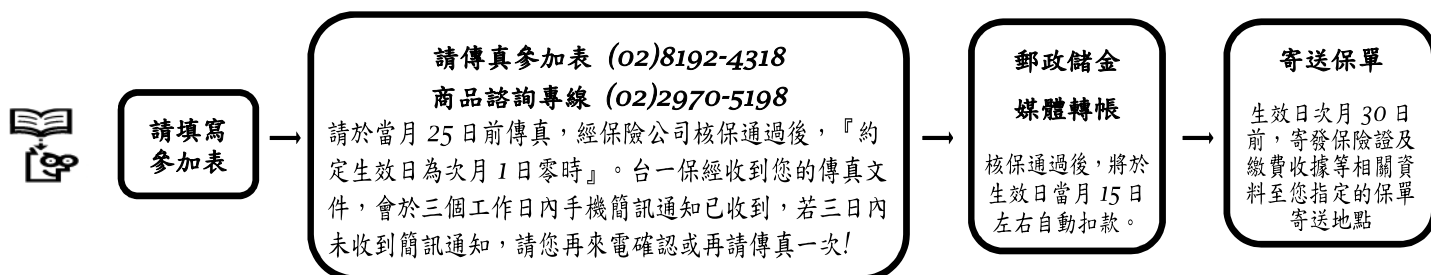 請填寫
參加表
請傳真參加表 (02)8192-4318
商品諮詢專線 (02)2970-5198
請於當月 25 日前傳真，經保險公司核保通過後，『約
定生效日為次月 1 日零時』。台一保經收到您的傳真文
件，會於三個工作日內手機簡訊通知已收到，若三日內
未收到簡訊通知，請您再來電確認或再請傳真一次!
郵政儲金
媒體轉帳
核保通過後，將於
生效日當月 15 日
左右自動扣款。
寄送保單
生效日次月 30 日
前，寄發保險證及
繳費收據等相關資
料至您指定的保單
寄送地點